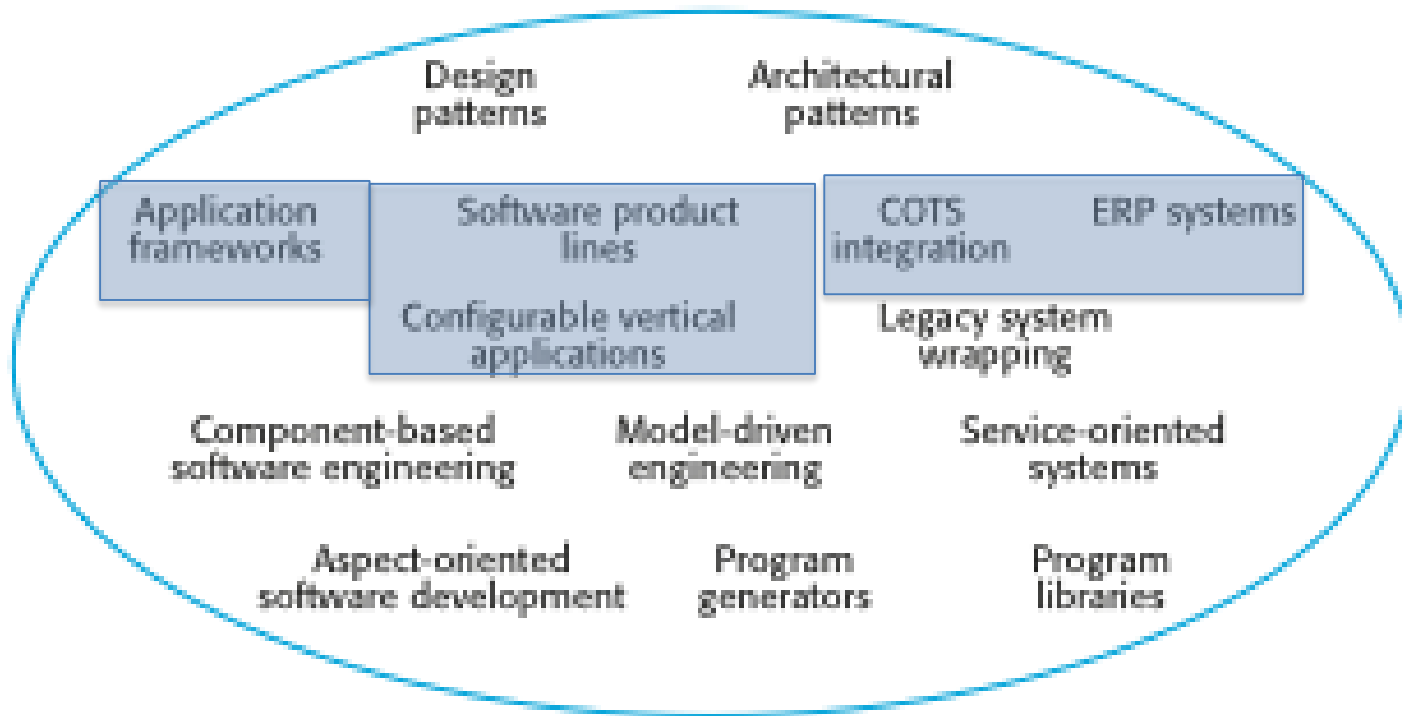 Design
patterns
Architectural
patterns
Application
frameworks
Software product
lines
COTS
integration
ERP systems
Configurable vertical
applications
Legacy system
wrapping
Component-based
software engineering
Model-driven
engineering
Service-oriented
systems
Aspect-oriented
software development
Program
generators
Program
libraries